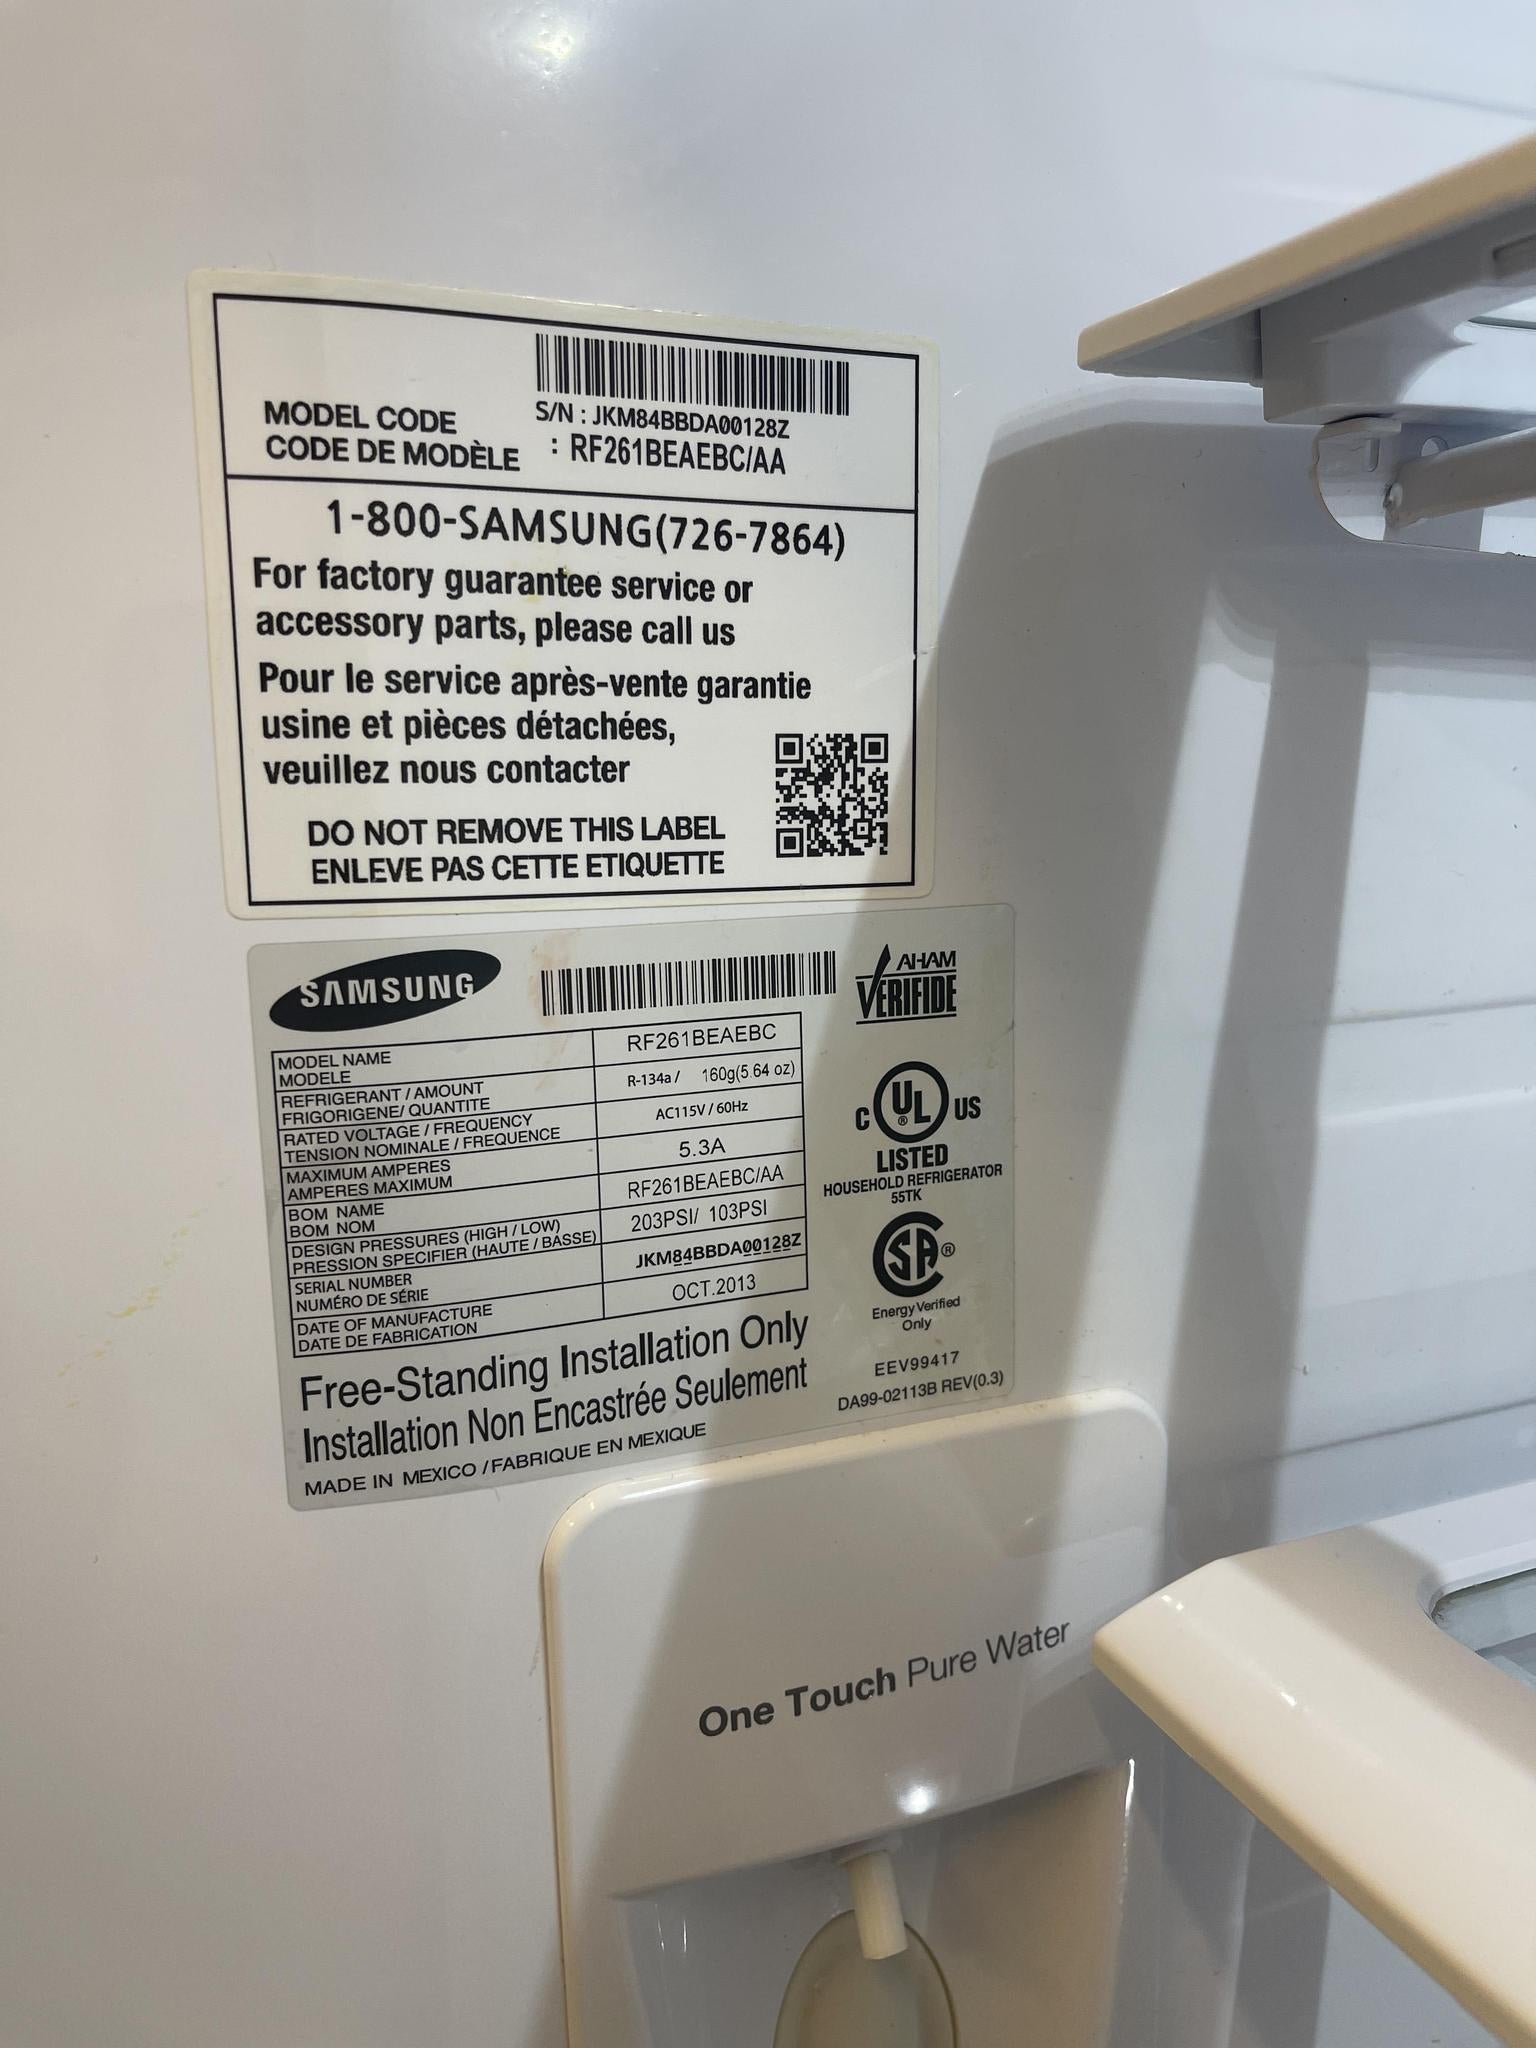 S/N : JKM84BBDA00128Z
MODEL CODE
CODE DE MODÈLE : RF261BEAEBC/AA
1-800-SAMSUNG(726-7864)
For factory guarantee service or
accessory parts, please call us
Pour le service après-vente garantie
usine et pièces détachées,
veuillez nous contacter
DO NOT REMOVE THIS LABEL
ENLEVE PAS CETTE ETIQUETTE
SAMSUNG
AHAM
VERIFIDE
MODEL NAME
MODELE
RF261BEAEBC
REFRIGERANT / AMOUNT
FRIGORIGENE/ QUANTITE
R-134a / 160g(5.64 oz)
RATED VOLTAGE / FREQUENCY
TENSION NOMINALE / FREQUENCE
AC115V / 60Hz
MAXIMUM AMPERES
AMPERES MAXIMUM
5.3A
BOM NAME
BOM NOM
RF261BEAEBC/AA
DESIGN PRESSURES (HIGH / LOW)
PRESSION SPECIFIER (HAUTE / BASSE)
203PSI/ 103PSI
SERIAL NUMBER
NUMÉRO DE SÉRIE
JKM84BBDA00128Z
DATE OF MANUFACTURE
DATE DE FABRICATION
OCT.2013
C UL ® US
LISTED
HOUSEHOLD REFRIGERATOR
55TK
SA ®
Energy Verified
Only
EEV99417
DA99-02113B REV(0.3)
Free-Standing Installation Only
Installation Non Encastrée Seulement
MADE IN MEXICO / FABRIQUE EN MEXIQUE
One Touch Pure Water